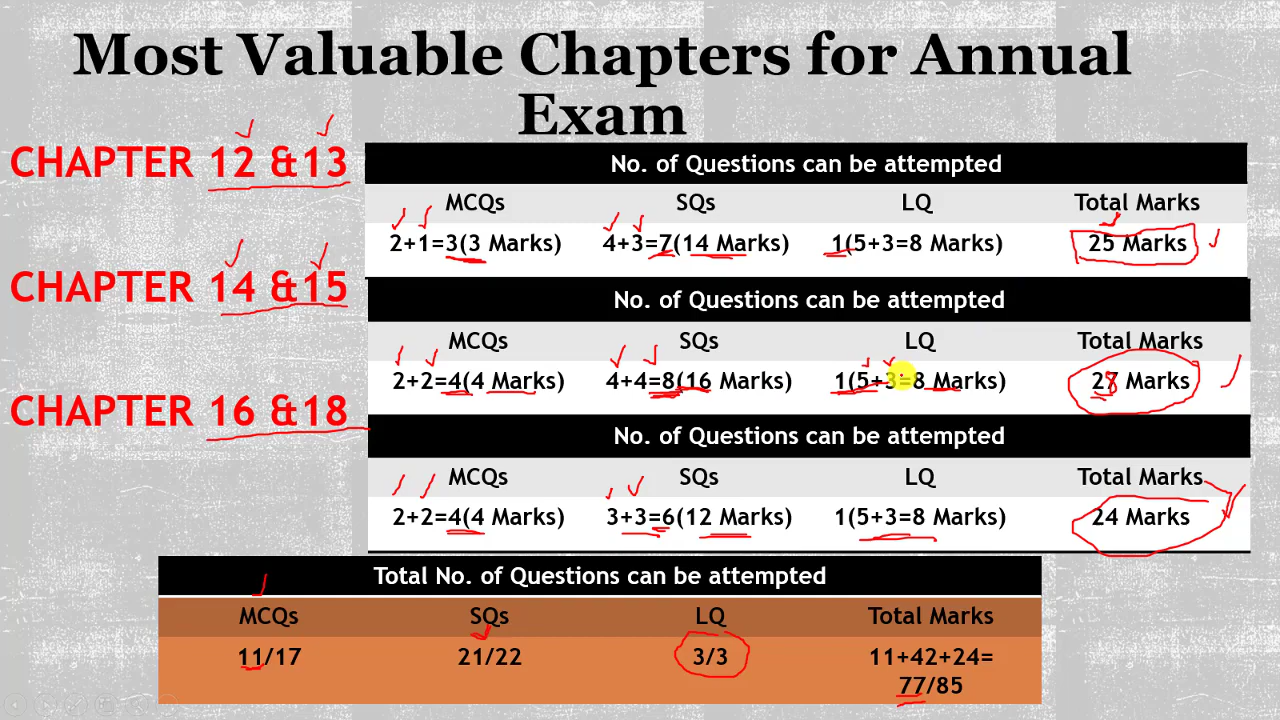 Most Valuable Chapters for Annual
Exam
CHAPTER 12 &13
No. of Questions can be attempted
MCQs SQs LQ Total Marks
2+1=3(3 Marks) 4+3=7(14 Marks) 1(5+3=8 Marks) 25 Marks
CHAPTER 14 &15
No. of Questions can be attempted
MCQs SQs LQ Total Marks
2+2=4(4 Marks) 4+4=8(16 Marks) 1(5+3=8 Marks) 28 Marks
CHAPTER 16 &18
No. of Questions can be attempted
MCQs SQs LQ Total Marks
2+2=4(4 Marks) 3+3=6(12 Marks) 1(5+3=8 Marks) 24 Marks
Total No. of Questions can be attempted
MCQs SQs LQ Total Marks
11/17 21/22 3/3 11+42+24=
77/85